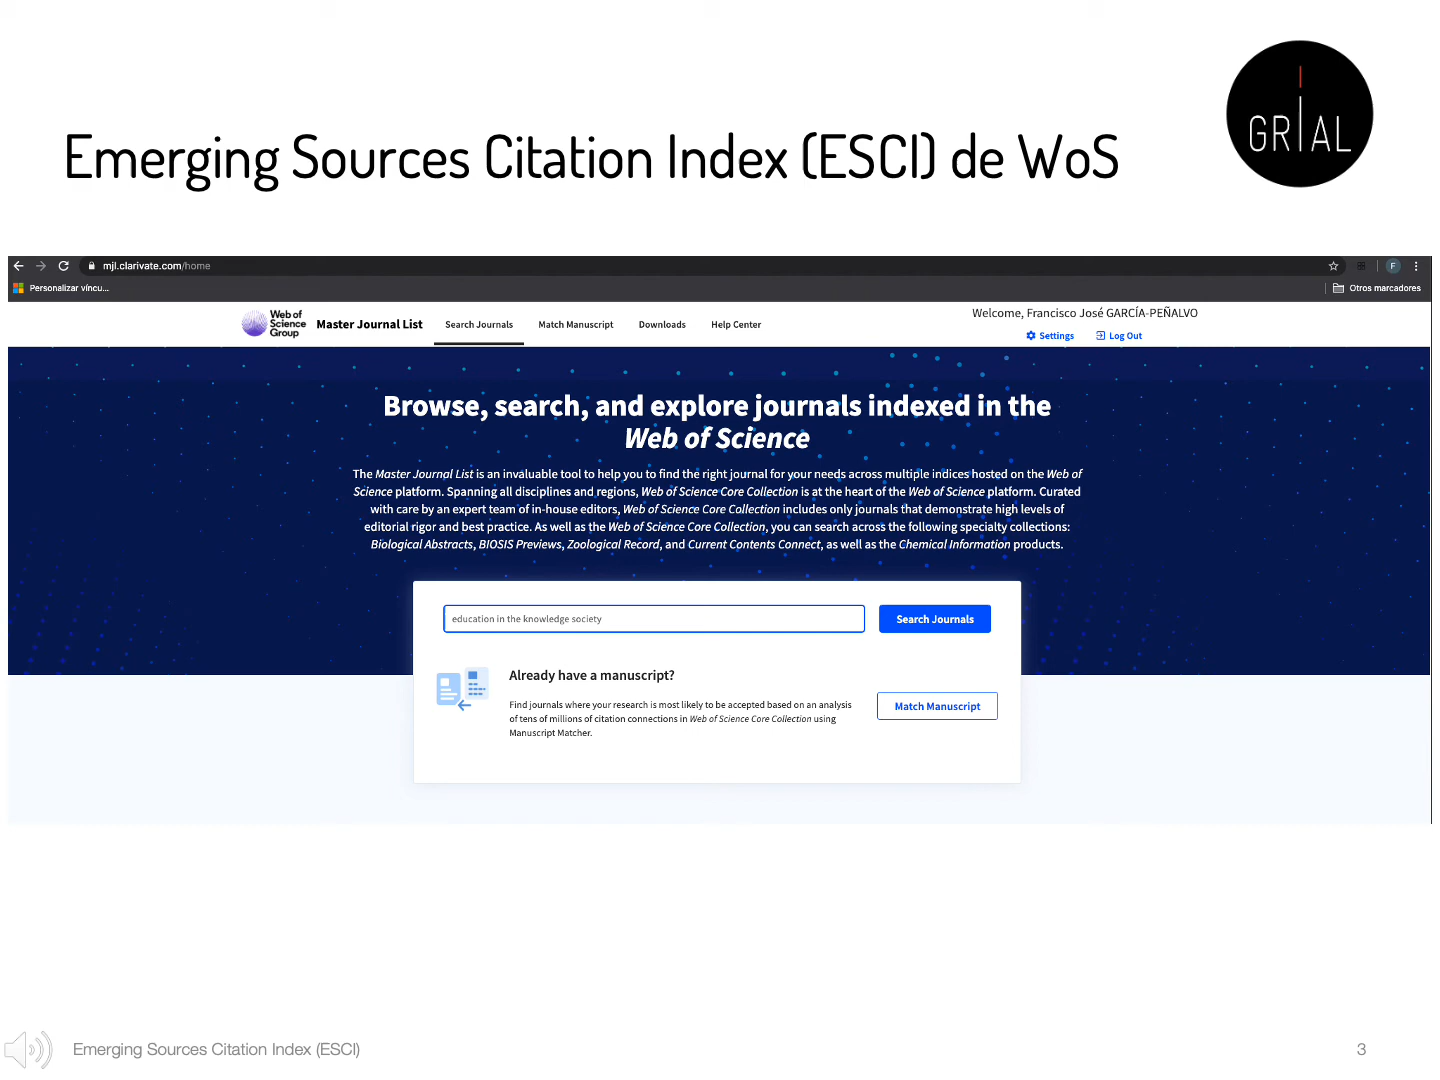 GRIAL
Emerging Sources Citation Index (ESCI) de WoS
mjl.clarivate.com/home
F
Personalizar víncu...
Otros marcadores
Web of
Science
Group
Master Journal List
Search Journals
Match Manuscript
Downloads
Help Center
Welcome, Francisco José GARCÍA-PEÑALVO
Settings
Log Out
Browse, search, and explore journals indexed in the
Web of Science
The Master Journal List is an invaluable tool to help you to find the right journal for your needs across multiple indices hosted on the Web of
Science platform. Spanning all disciplines and regions, Web of Science Core Collection is at the heart of the Web of Science platform. Curated
with care by an expert team of in-house editors, Web of Science Core Collection includes only journals that demonstrate high levels of
editorial rigor and best practice. As well as the Web of Science Core Collection, you can search across the following specialty collections:
Biological Abstracts, BIOSIS Previews, Zoological Record, and Current Contents Connect, as well as the Chemical Information products.
education in the knowledge society
Search Journals
Already have a manuscript?
Find journals where your research is most likely to be accepted based on an analysis
of tens of millions of citation connections in Web of Science Core Collection using
Manuscript Matcher.
Match Manuscript
Emerging Sources Citation Index (ESCI)
3